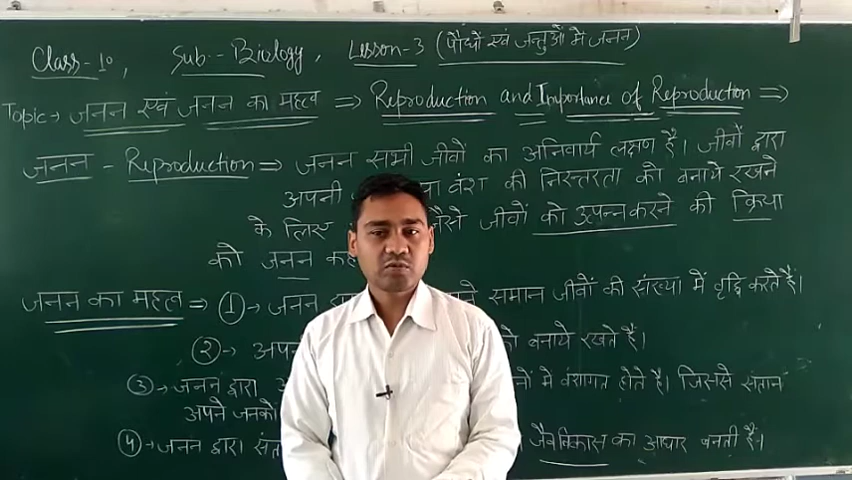 Class-10, Sub-Biology, Lesson-3 (पौधों एवं जन्तुओं में जनन)
Topic → जनन एवं जनन का महत्व ⇒ Reproduction and Importance of Reproduction ⇒
जनन - Reproduction ⇒ जनन सभी जीवों का अनिवार्य लक्षण है। जीवों द्वारा
अपनी वंश की निरन्तरता को बनाये रखने
के लिए जैसे जीवों को उत्पन्न करने की क्रिया
को जनन
जनन का महत्व ⇒ ① → जनन समान जीवों की संख्या में वृद्धि करते हैं।
② → को बनाये रखते हैं।
③ → जनन द्वारा में वंशागत होते हैं। जिससे संतान
अपने जनकों
④ → जनन द्वारा जैव विकास का आधार बनती हैं।